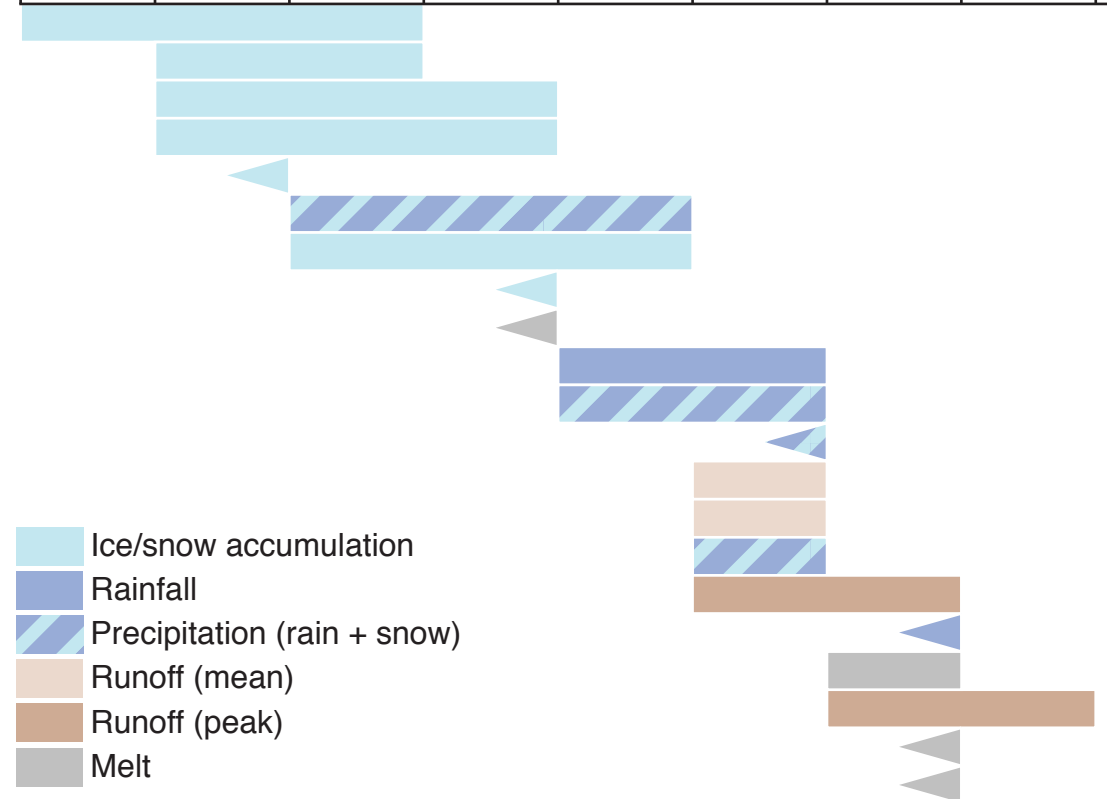 Ice/snow accumulation
Rainfall
Precipitation (rain + snow)
Runoff (mean)
Runoff (peak)
Melt